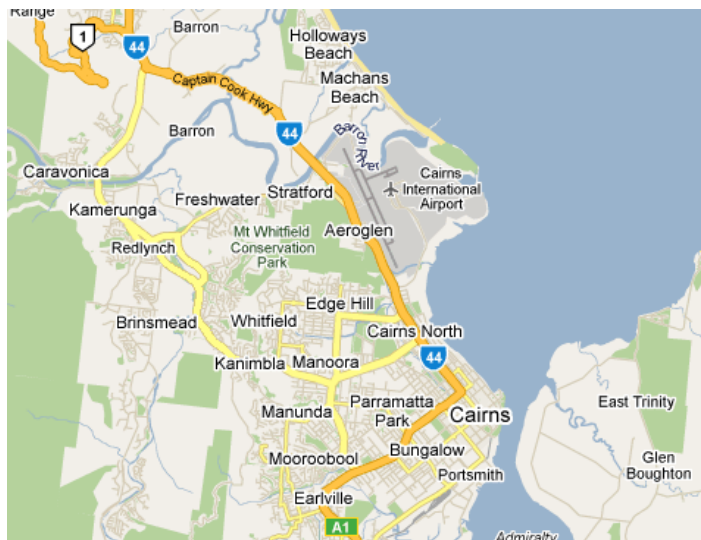 Range
1
44
Barron
Holloways
Beach
Captain Cook Hwy
Machans
Beach
Barron
44
Barron
River
Caravonica
Cairns
International
Airport
Stratford
Freshwater
Kamerunga
Mt Whitfield
Conservation
Park
Aeroglen
Redlynch
Edge Hill
Brinsmead
Whitfield
Cairns North
Kanimbla
Manoora
44
Parramatta
Park
East Trinity
Manunda
Cairns
Bungalow
Mooroobool
Glen
Boughton
Portsmith
Earlville
A1
Admiralty